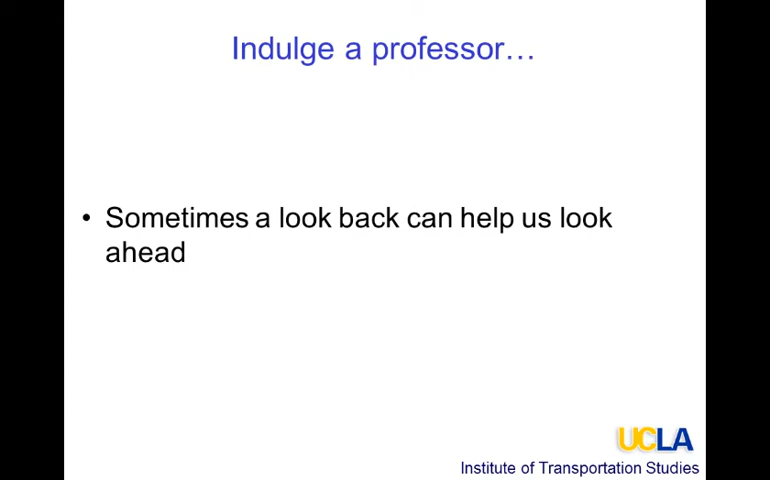 Indulge a professor…
• Sometimes a look back can help us look
ahead
UCLA
Institute of Transportation Studies